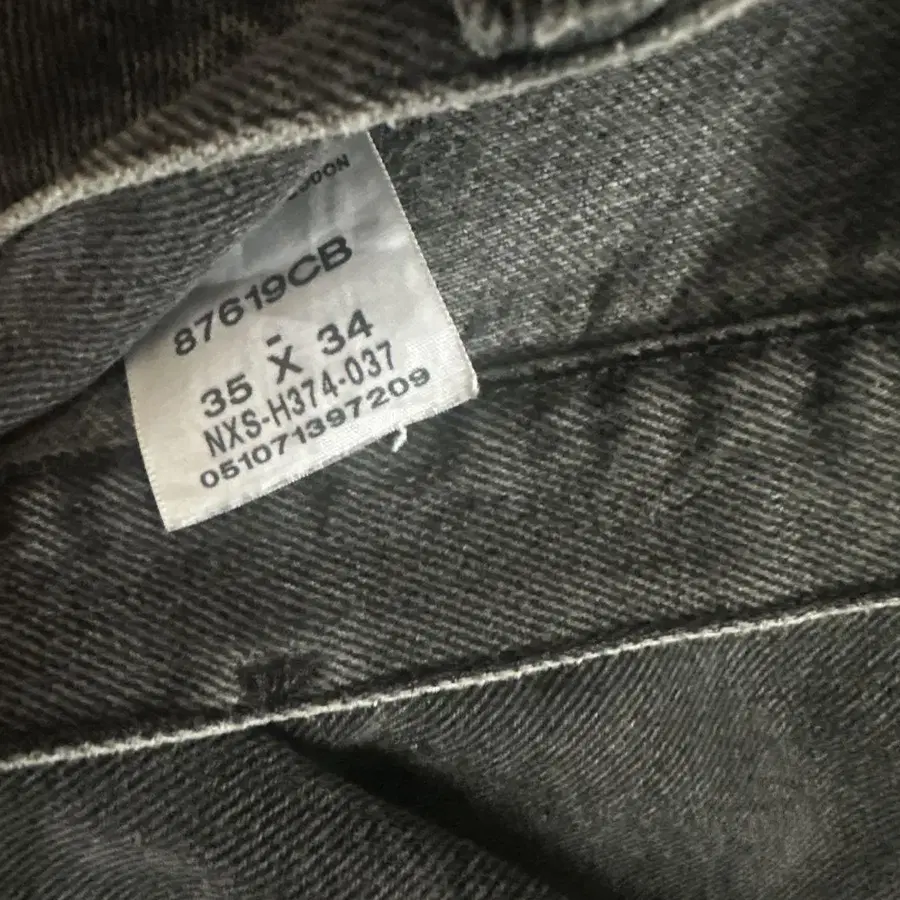 87619CB
-
35 X 34
NXS-H374-037
051071397209